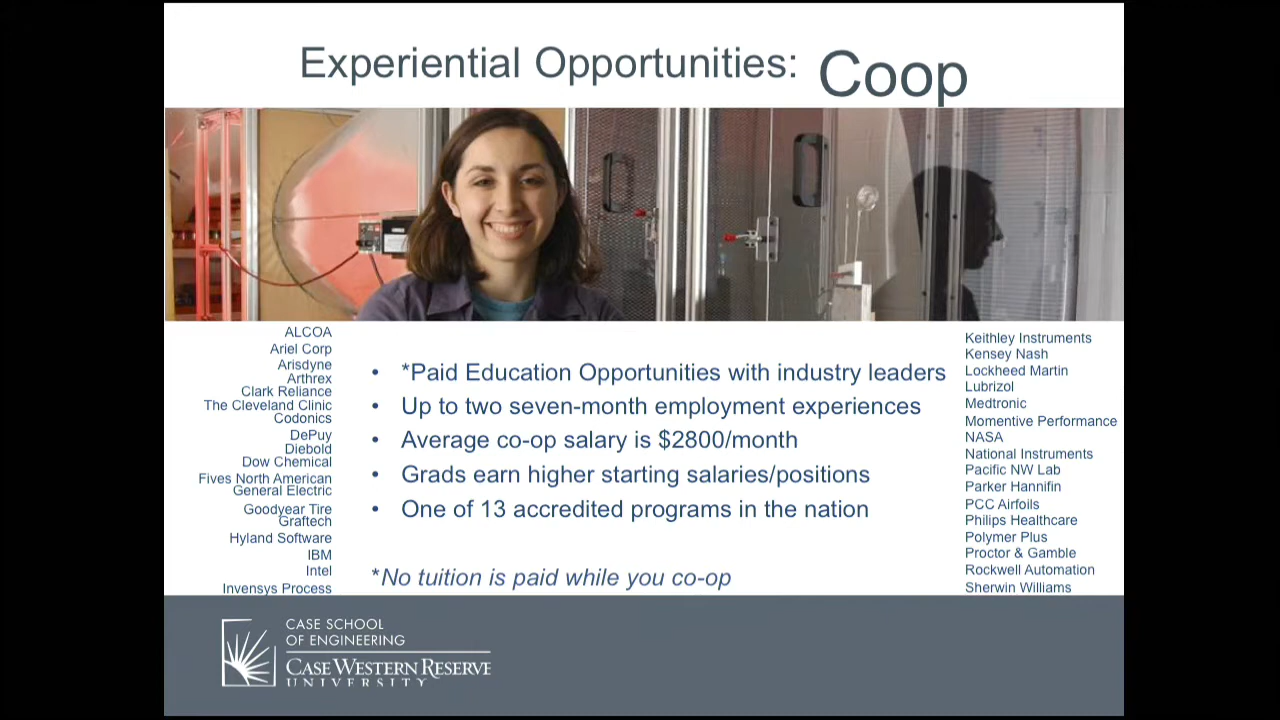 Experiential Opportunities: Coop
ALCOA
Ariel Corp
Arisdyne
Arthrex
Clark Reliance
The Cleveland Clinic
Codonics
DePuy
Diebold
Dow Chemical
Fives North American
General Electric
Goodyear Tire
Graftech
Hyland Software
IBM
Intel
Invensys Process
• *Paid Education Opportunities with industry leaders
• Up to two seven-month employment experiences
• Average co-op salary is $2800/month
• Grads earn higher starting salaries/positions
• One of 13 accredited programs in the nation
*No tuition is paid while you co-op
Keithley Instruments
Kensey Nash
Lockheed Martin
Lubrizol
Medtronic
Momentive Performance
NASA
National Instruments
Pacific NW Lab
Parker Hannifin
PCC Airfoils
Philips Healthcare
Polymer Plus
Proctor & Gamble
Rockwell Automation
Sherwin Williams
CASE SCHOOL
OF ENGINEERING
CASE WESTERN RESERVE
UNIVERSITY